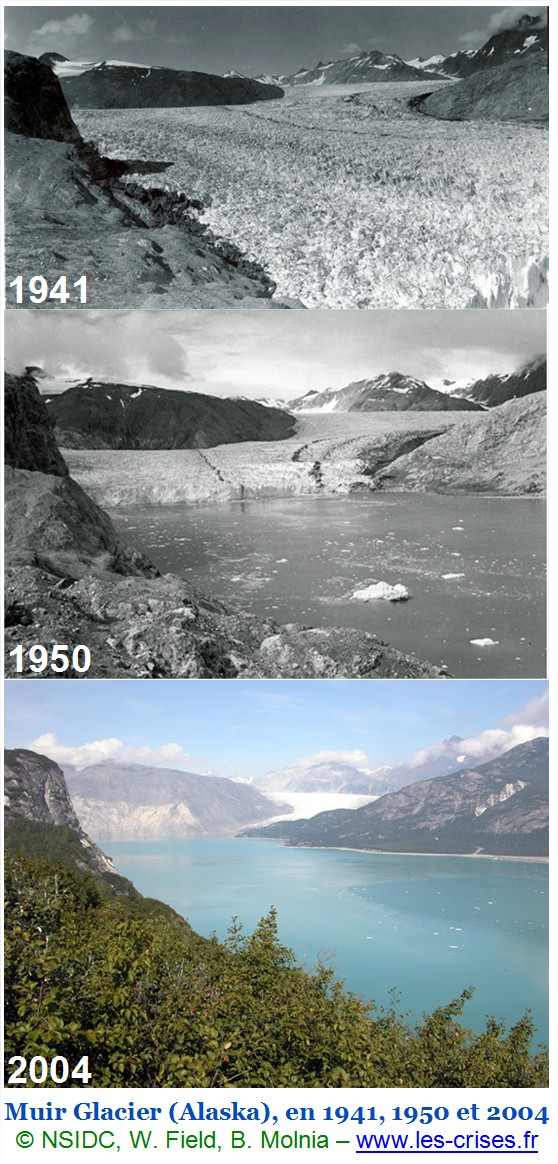 1941
1950
2004
Muir Glacier (Alaska), en 1941, 1950 et 2004
© NSIDC, W. Field, B. Molnia – www.les-crises.fr